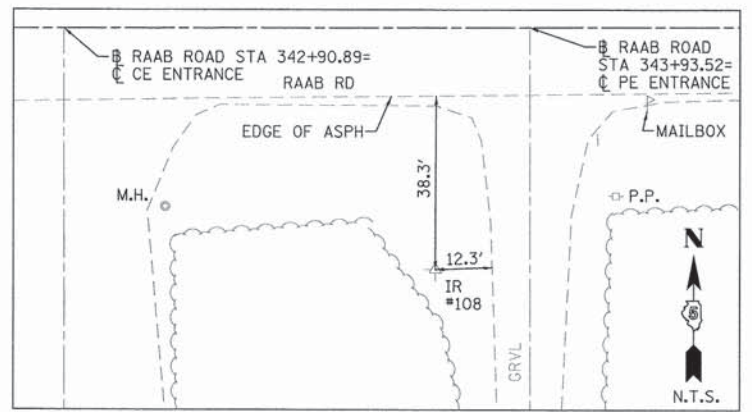 ℔ RAAB ROAD STA 342+90.89=
℄ CE ENTRANCE
RAAB RD
℔ RAAB ROAD
STA 343+93.52=
℄ PE ENTRANCE
EDGE OF ASPH
MAILBOX
M.H.
38.3'
P.P.
12.3'
IR
#108
GRVL
N
5
N.T.S.